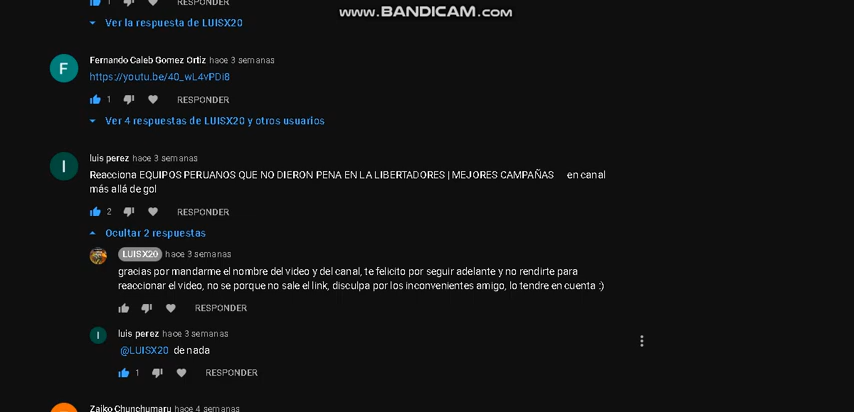 www.BANDICAM.com
1 RESPONDER
Ver la respuesta de LUISX20
F
Fernando Caleb Gomez Ortiz hace 3 semanas
https://youtu.be/40_wL4vPDi8
1 RESPONDER
Ver 4 respuestas de LUISX20 y otros usuarios
l
luis perez hace 3 semanas
Reacciona EQUIPOS PERUANOS QUE NO DIERON PENA EN LA LIBERTADORES | MEJORES CAMPAÑAS en canal
más allá de gol
2 RESPONDER
Ocultar 2 respuestas
LUISX20 hace 3 semanas
gracias por mandarme el nombre del video y del canal, te felicito por seguir adelante y no rendirte para
reaccionar el video, no se porque no sale el link, disculpa por los inconvenientes amigo, lo tendre en cuenta :)
RESPONDER
l
luis perez hace 3 semanas
@LUISX20 de nada
1 RESPONDER
Zaiko Chunchumaru hace 4 semanas